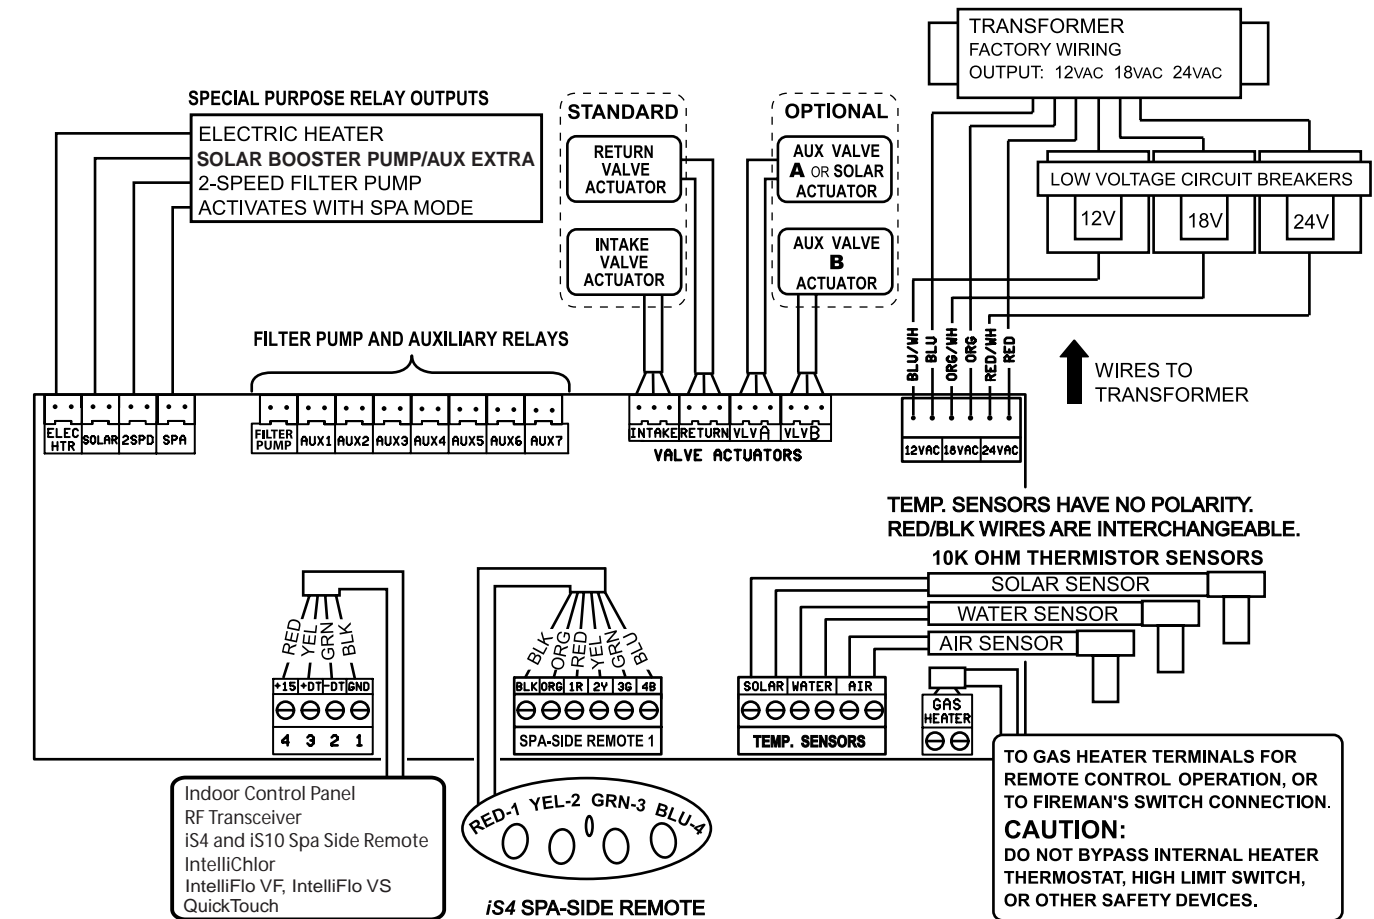 TRANSFORMER
FACTORY WIRING
OUTPUT: 12VAC 18VAC 24VAC
SPECIAL PURPOSE RELAY OUTPUTS
ELECTRIC HEATER
SOLAR BOOSTER PUMP/AUX EXTRA
2-SPEED FILTER PUMP
ACTIVATES WITH SPA MODE
STANDARD
RETURN
VALVE
ACTUATOR
INTAKE
VALVE
ACTUATOR
OPTIONAL
AUX VALVE
A OR SOLAR
ACTUATOR
AUX VALVE
B
ACTUATOR
LOW VOLTAGE CIRCUIT BREAKERS
12V
18V
24V
BLU/WH
BLU
ORG/WH
ORG
RED/WH
RED
WIRES TO
TRANSFORMER
FILTER PUMP AND AUXILIARY RELAYS
ELEC
HTR
SOLAR
2SPD
SPA
FILTER
PUMP
AUX1
AUX2
AUX3
AUX4
AUX5
AUX6
AUX7
INTAKE
RETURN
VLV A
VLV B
VALVE ACTUATORS
12VAC
18VAC
24VAC
TEMP. SENSORS HAVE NO POLARITY.
RED/BLK WIRES ARE INTERCHANGEABLE.
10K OHM THERMISTOR SENSORS
SOLAR SENSOR
WATER SENSOR
AIR SENSOR
RED
YEL
GRN
BLK
+15
+DT
-DT
GND
4 3 2 1
BLK
ORG
RED
YEL
GRN
BLU
BLK
ORG
1R
2Y
3G
4B
SPA-SIDE REMOTE 1
SOLAR
WATER
AIR
TEMP. SENSORS
GAS
HEATER
Indoor Control Panel
RF Transceiver
iS4 and iS10 Spa Side Remote
IntelliChlor
IntelliFlo VF, IntelliFlo VS
QuickTouch
RED-1 YEL-2 GRN-3 BLU-4
iS4 SPA-SIDE REMOTE
TO GAS HEATER TERMINALS FOR
REMOTE CONTROL OPERATION, OR
TO FIREMAN'S SWITCH CONNECTION.
CAUTION:
DO NOT BYPASS INTERNAL HEATER
THERMOSTAT, HIGH LIMIT SWITCH,
OR OTHER SAFETY DEVICES.